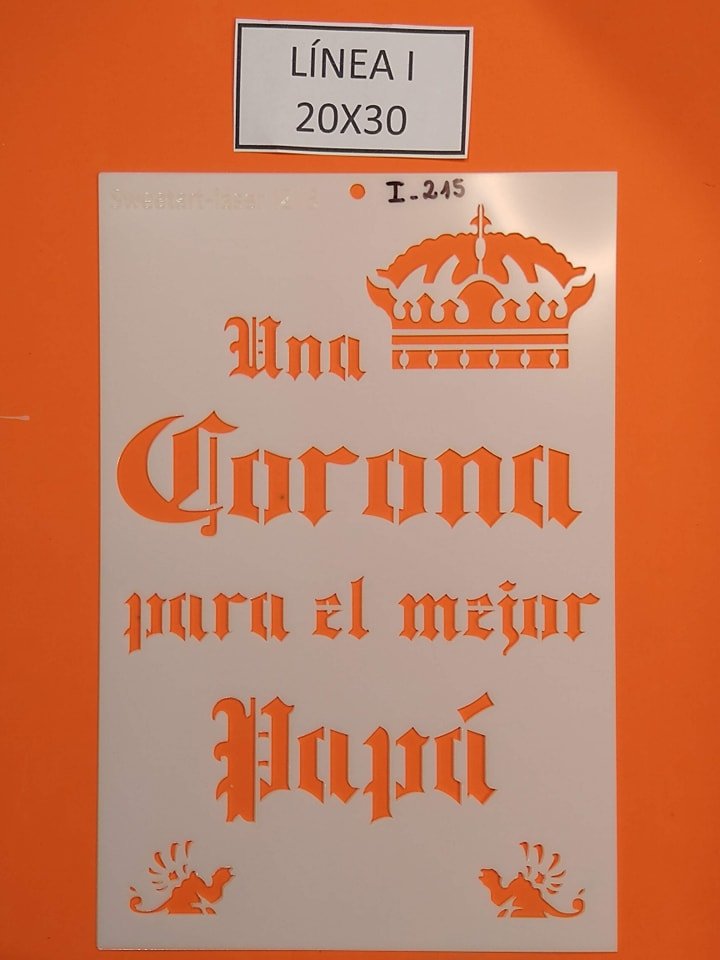 LÍNEA I
20X30
I-215
Una
Corona
para el mejor
Papá